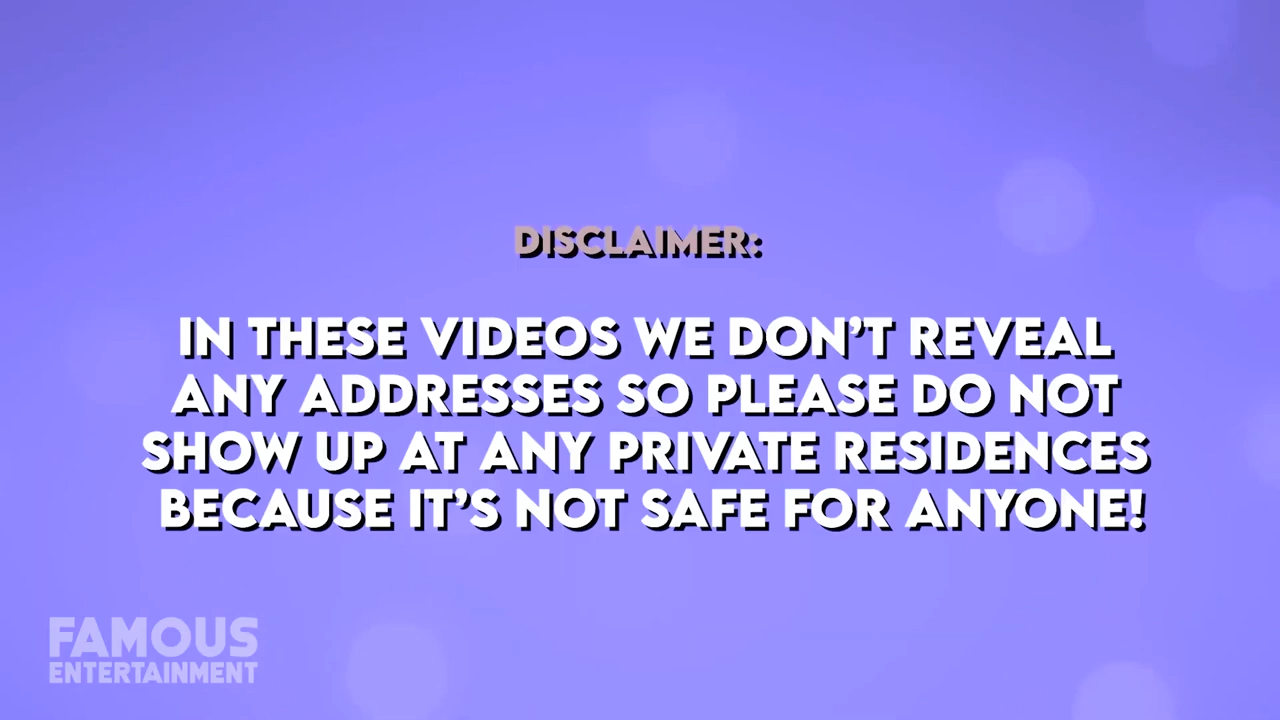 DISCLAIMER:
IN THESE VIDEOS WE DON'T REVEAL
ANY ADDRESSES SO PLEASE DO NOT
SHOW UP AT ANY PRIVATE RESIDENCES
BECAUSE IT'S NOT SAFE FOR ANYONE!
FAMOUS
ENTERTAINMENT